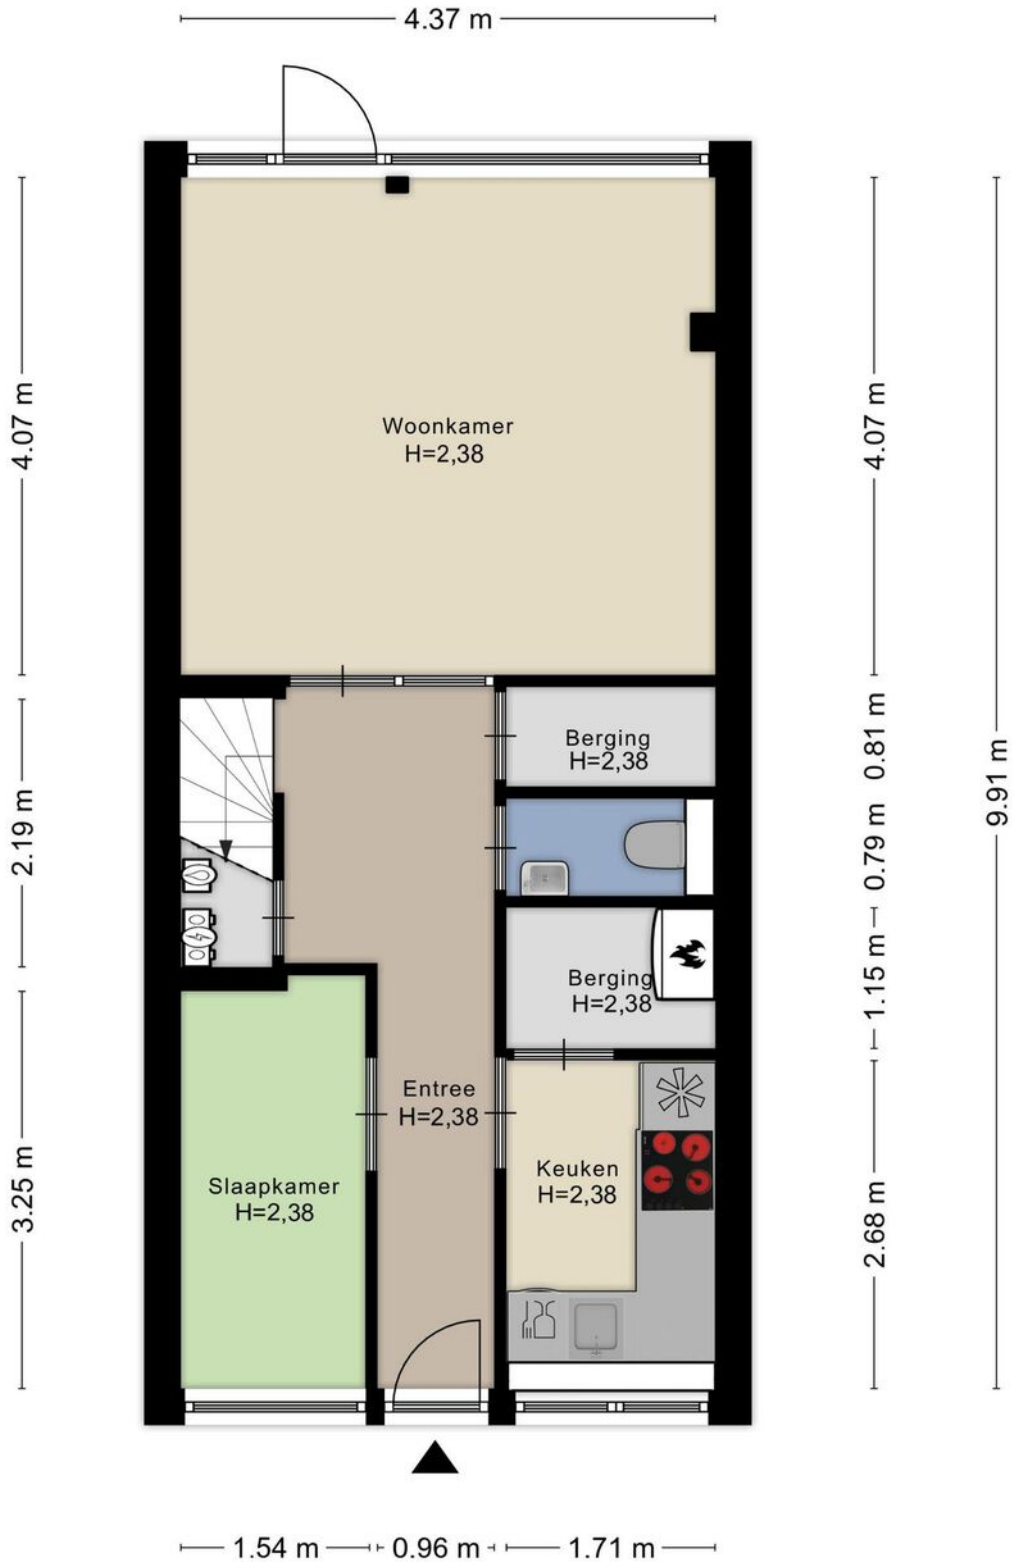 4.37 m
Woonkamer
H=2,38
4.07 m
4.07 m
Berging
H=2,38
0.81 m
9.91 m
2.19 m
0.79 m
Berging
H=2,38
1.15 m
Entree
H=2,38
Keuken
H=2,38
Slaapkamer
H=2,38
3.25 m
2.68 m
1.54 m
0.96 m
1.71 m